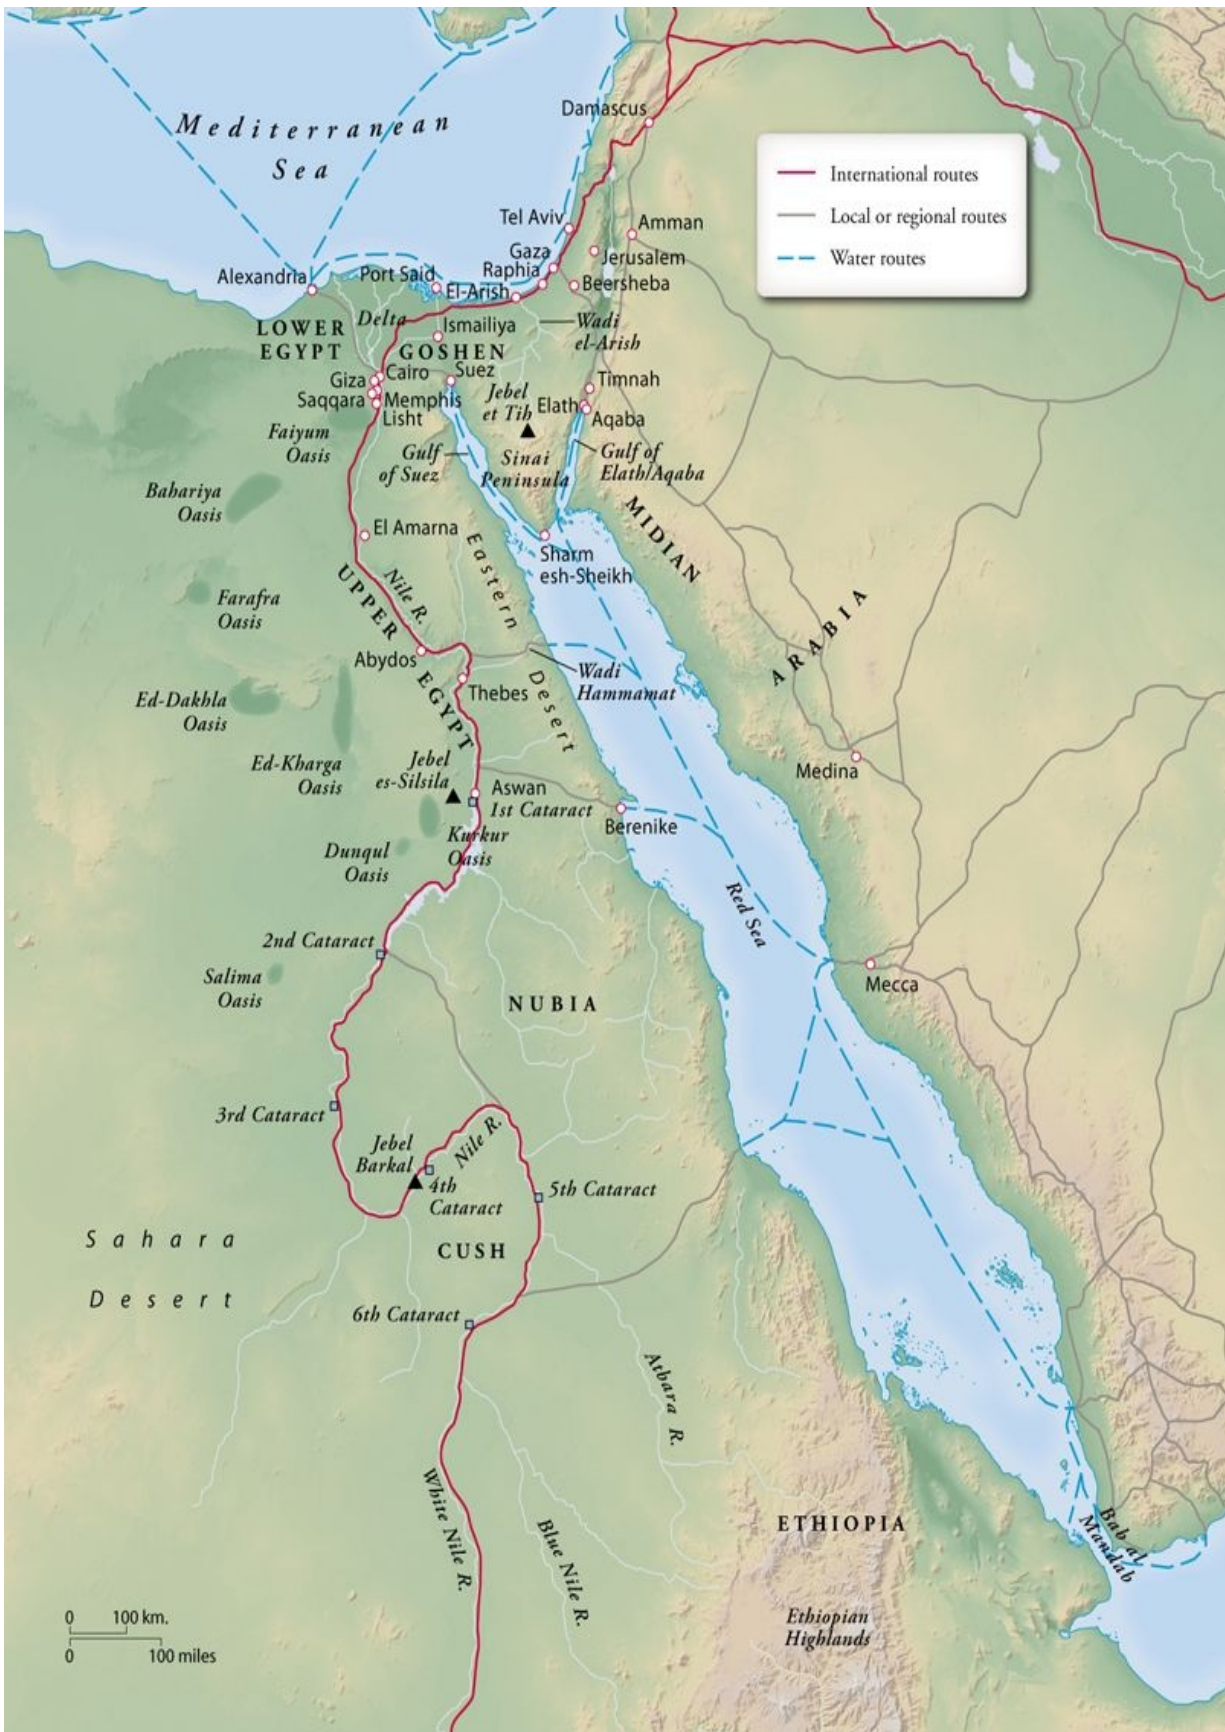 Mediterranean
Sea
Damascus
International routes
Local or regional routes
Water routes
Tel Aviv
Amman
Gaza
Jerusalem
Raphia
Alexandria
Port Said
El-Arish
Beersheba
Delta
LOWER
EGYPT
Ismailiya
Wadi
el-Arish
GOSHEN
Cairo
Suez
Giza
Timnah
Saqqara
Memphis
Jebel
et Tih
Elath
Lisht
Aqaba
Faiyum
Oasis
Gulf
of Suez
Sinai
Peninsula
Gulf of
Elath/Aqaba
Bahariya
Oasis
MIDIAN
El Amarna
Eastern
Desert
Sharm
esh-Sheikh
UPPER
EGYPT
Nile R.
Farafra
Oasis
ARABIA
Abydos
Wadi
Hammamat
Thebes
Ed-Dakhla
Oasis
Ed-Kharga
Oasis
Jebel
es-Silsila
Medina
Aswan
1st Cataract
Berenike
Kurkur
Oasis
Dunqul
Oasis
Red Sea
2nd Cataract
Salima
Oasis
Mecca
NUBIA
3rd Cataract
Jebel
Barkal
Nile R.
4th
Cataract
5th Cataract
Sahara
Desert
CUSH
6th Cataract
Atbara R.
White Nile R.
Blue Nile R.
ETHIOPIA
Bab al
Mandab
Ethiopian
Highlands
0 100 km.
0 100 miles